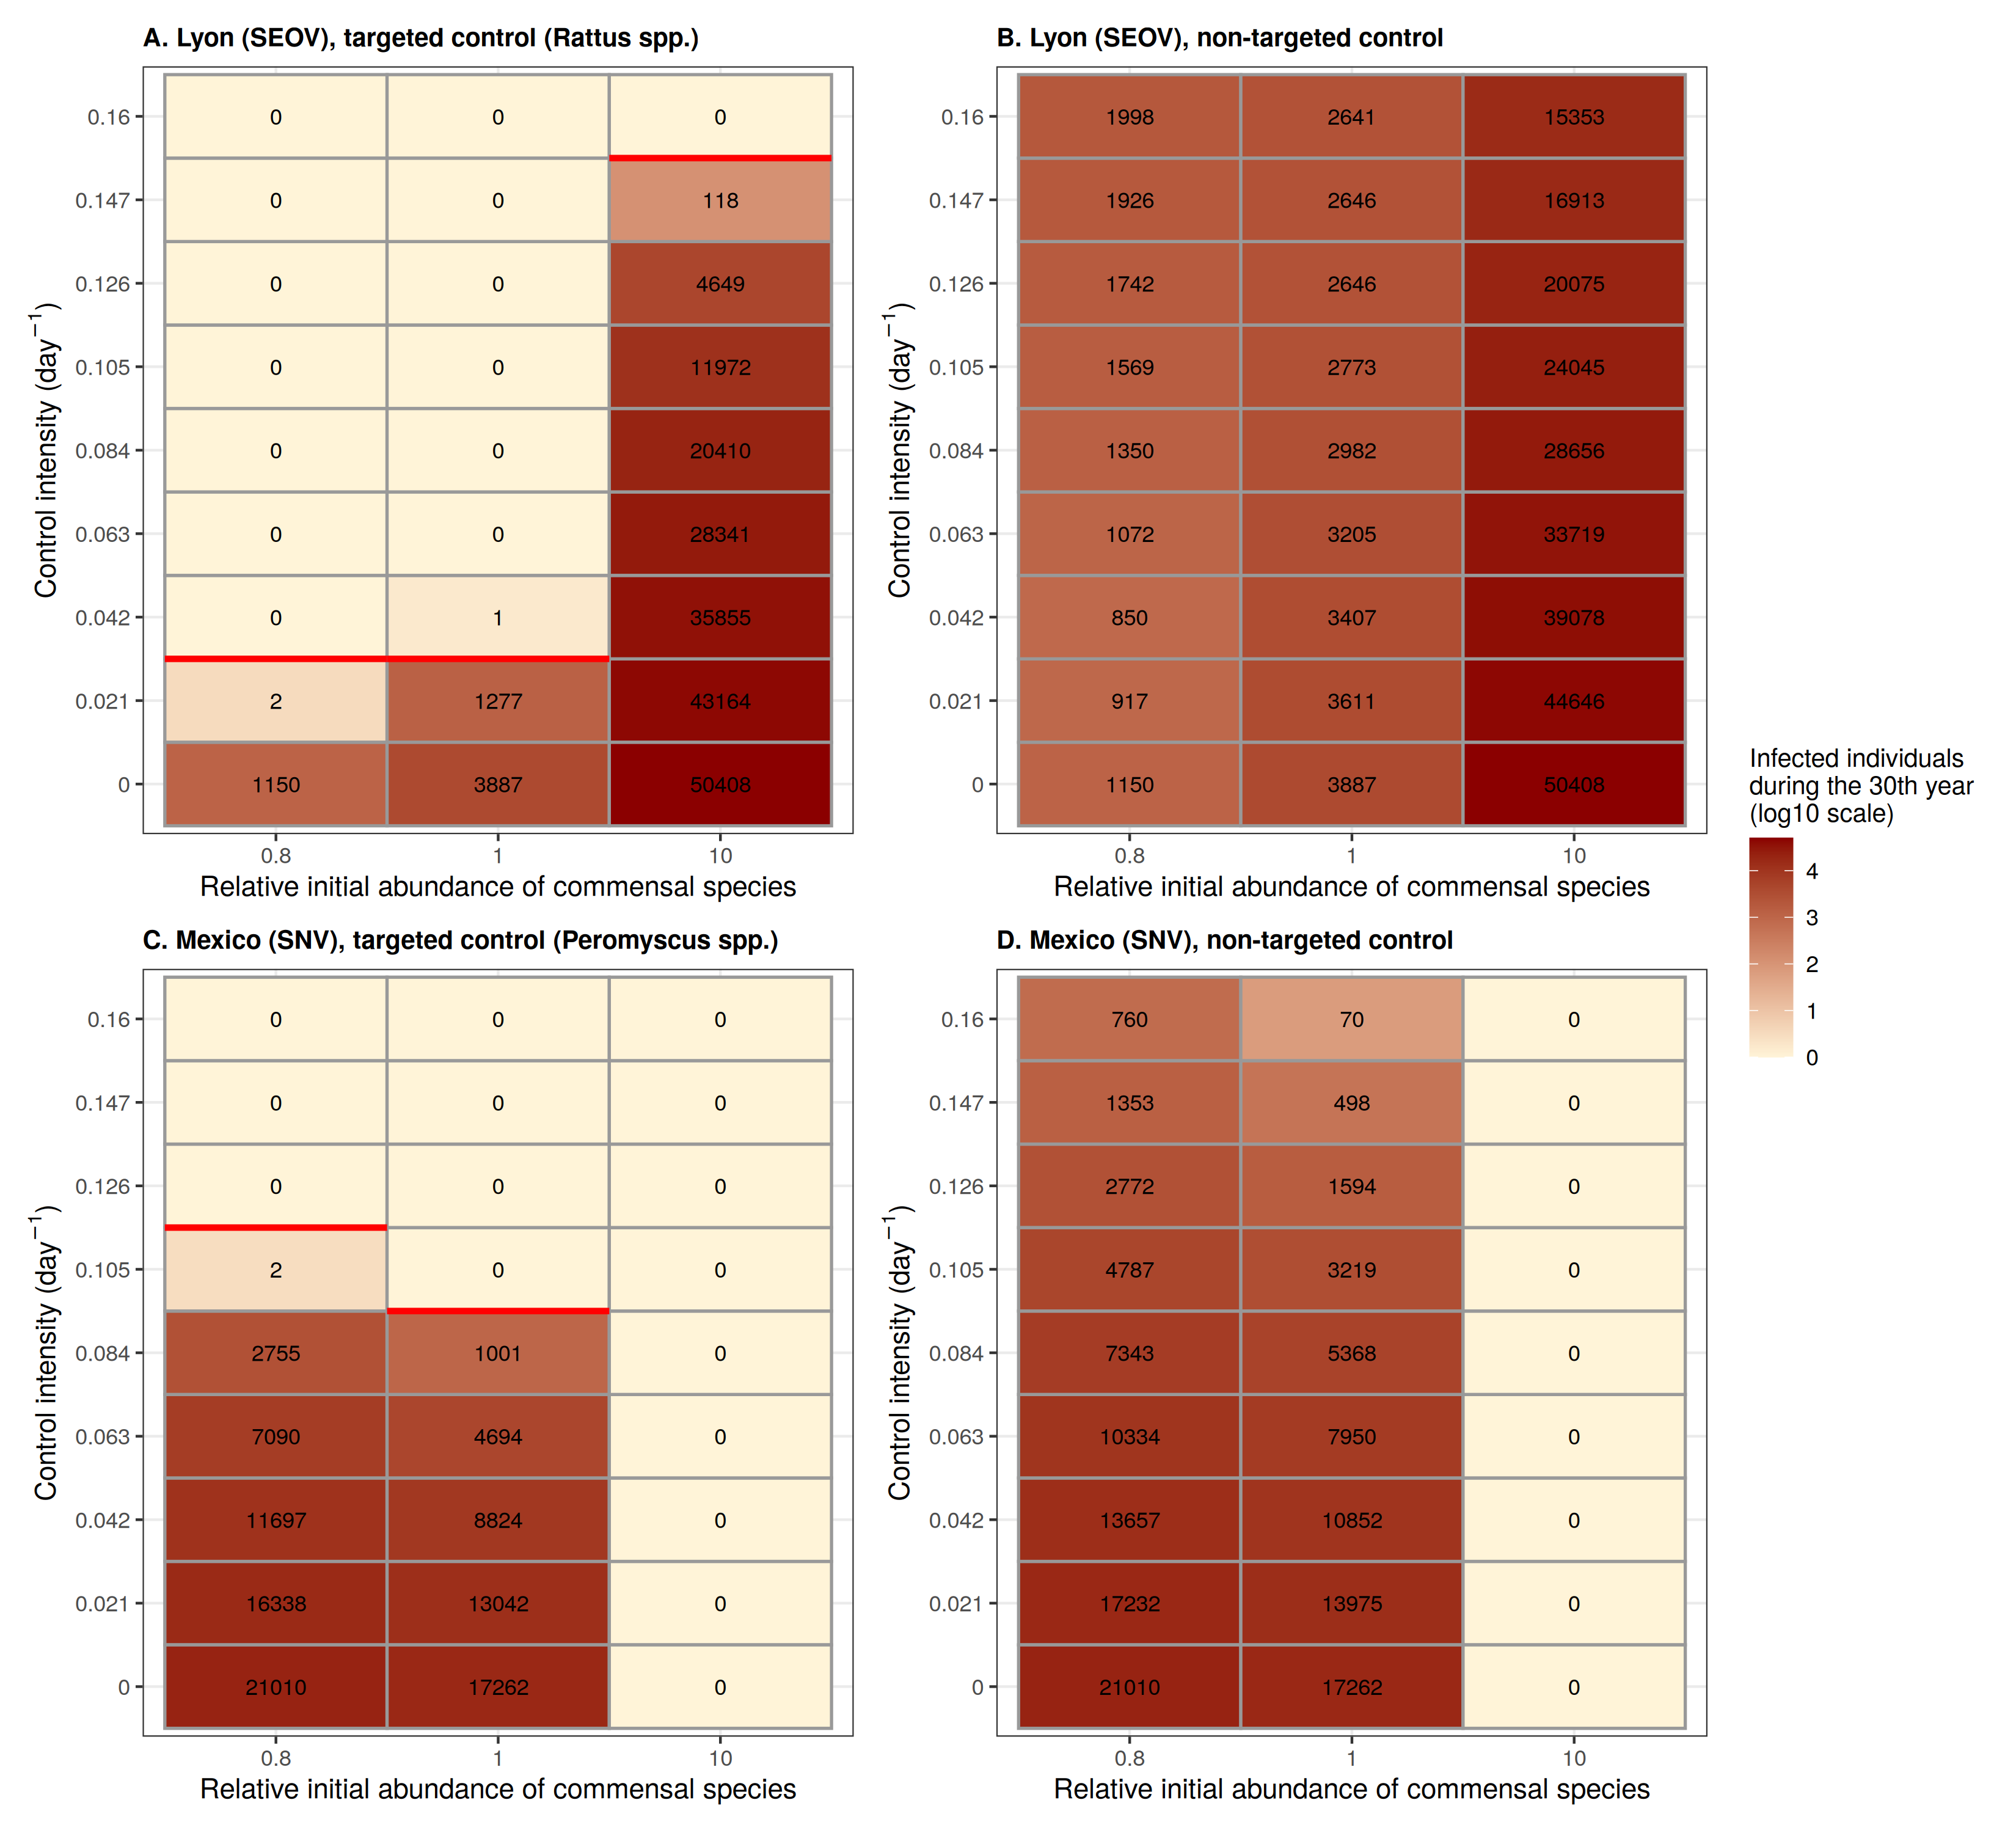 A. Lyon (SEOV), targeted control (Rattus spp.)
Control intensity (day⁻¹)
0.16 0 0 0
0.147 0 0 118
0.126 0 0 4649
0.105 0 0 11972
0.084 0 0 20410
0.063 0 0 28341
0.042 0 1 35855
0.021 2 1277 43164
0 1150 3887 50408
0.8 1 10
Relative initial abundance of commensal species
B. Lyon (SEOV), non-targeted control
Control intensity (day⁻¹)
0.16 1998 2641 15353
0.147 1926 2646 16913
0.126 1742 2646 20075
0.105 1569 2773 24045
0.084 1350 2982 28656
0.063 1072 3205 33719
0.042 850 3407 39078
0.021 917 3611 44646
0 1150 3887 50408
0.8 1 10
Relative initial abundance of commensal species
C. Mexico (SNV), targeted control (Peromyscus spp.)
Control intensity (day⁻¹)
0.16 0 0 0
0.147 0 0 0
0.126 0 0 0
0.105 2 0 0
0.084 2755 1001 0
0.063 7090 4694 0
0.042 11697 8824 0
0.021 16338 13042 0
0 21010 17262 0
0.8 1 10
Relative initial abundance of commensal species
D. Mexico (SNV), non-targeted control
Control intensity (day⁻¹)
0.16 760 70 0
0.147 1353 498 0
0.126 2772 1594 0
0.105 4787 3219 0
0.084 7343 5368 0
0.063 10334 7950 0
0.042 13657 10852 0
0.021 17232 13975 0
0 21010 17262 0
0.8 1 10
Relative initial abundance of commensal species
Infected individuals
during the 30th year
(log10 scale)
4
3
2
1
0